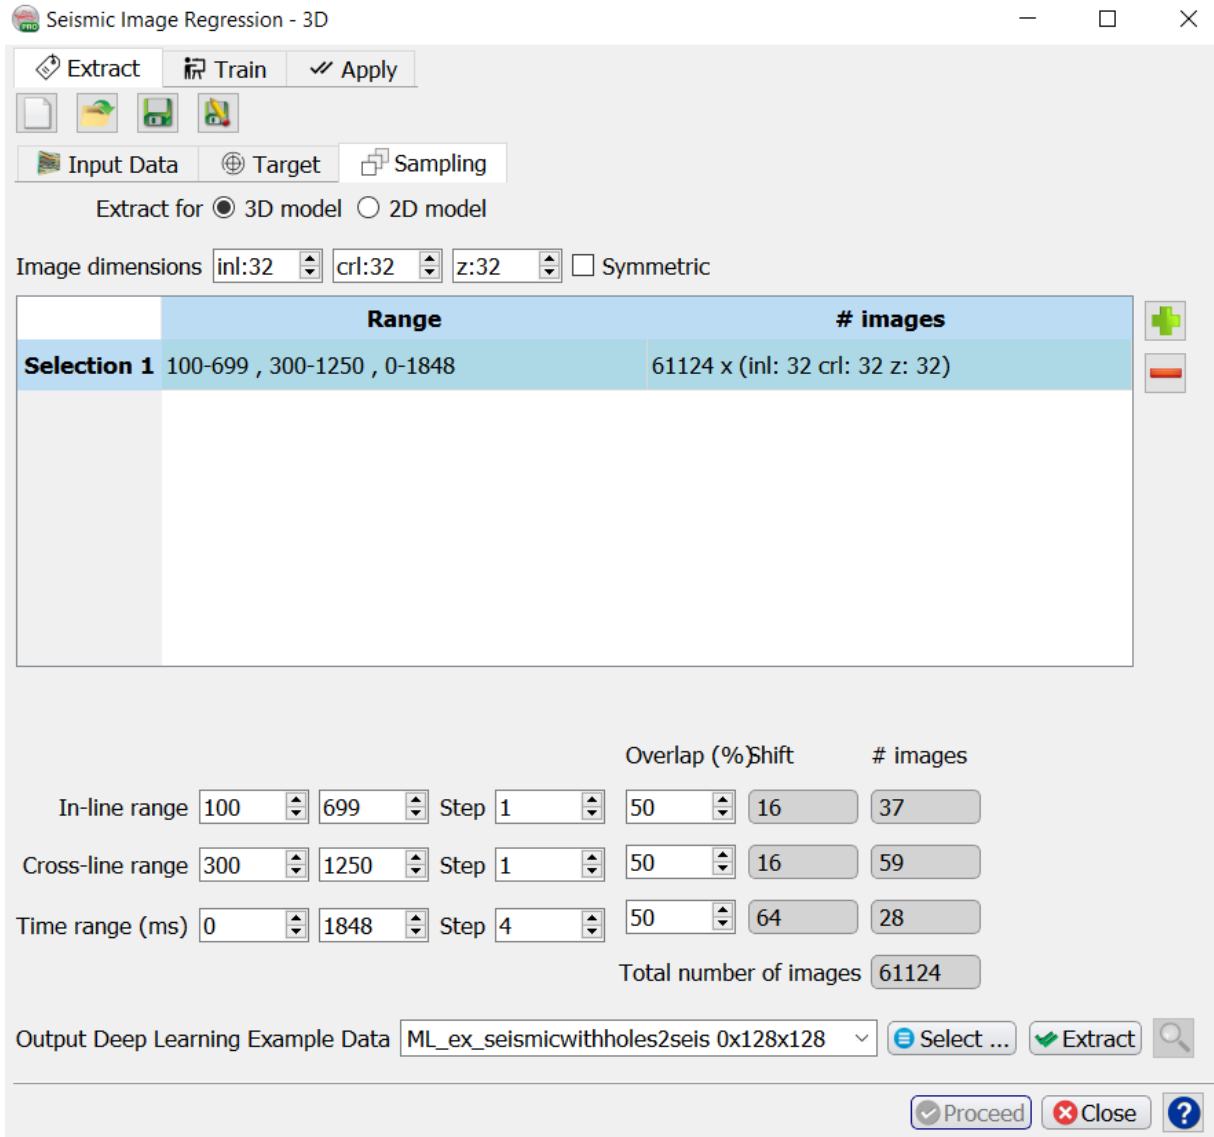 Seismic Image Regression - 3D
Extract Train Apply
Input Data Target Sampling
Extract for 3D model 2D model
Image dimensions inl:32 crl:32 z:32 Symmetric
Range # images
Selection 1 100-699 , 300-1250 , 0-1848 61124 x (inl: 32 crl: 32 z: 32)
Overlap (%) Shift # images
In-line range 100 699 Step 1 50 16 37
Cross-line range 300 1250 Step 1 50 16 59
Time range (ms) 0 1848 Step 4 50 64 28
Total number of images 61124
Output Deep Learning Example Data ML_ex_seismicwithholes2seis 0x128x128 Select ... Extract
Proceed Close ?